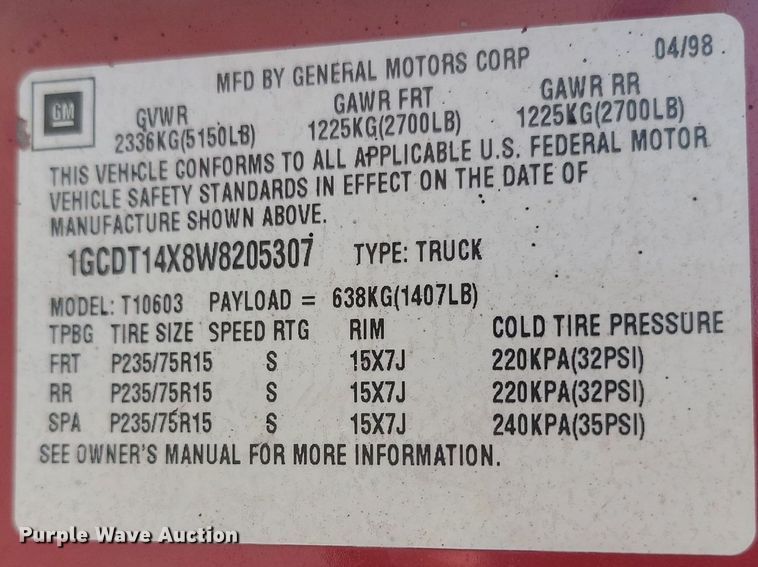 GM
MFD BY GENERAL MOTORS CORP 04/98
GVWR GAWR FRT GAWR RR
2336KG(5150LB) 1225KG(2700LB) 1225KG(2700LB)
THIS VEHICLE CONFORMS TO ALL APPLICABLE U.S. FEDERAL MOTOR
VEHICLE SAFETY STANDARDS IN EFFECT ON THE DATE OF
MANUFACTURE SHOWN ABOVE.
1GCDT14X8W8205307 TYPE: TRUCK
MODEL: T10603 PAYLOAD = 638KG(1407LB)
TPBG TIRE SIZE SPEED RTG RIM COLD TIRE PRESSURE
FRT P235/75R15 S 15X7J 220KPA(32PSI)
RR P235/75R15 S 15X7J 220KPA(32PSI)
SPA P235/75R15 S 15X7J 240KPA(35PSI)
SEE OWNER'S MANUAL FOR MORE INFORMATION.
Purple Wave Auction